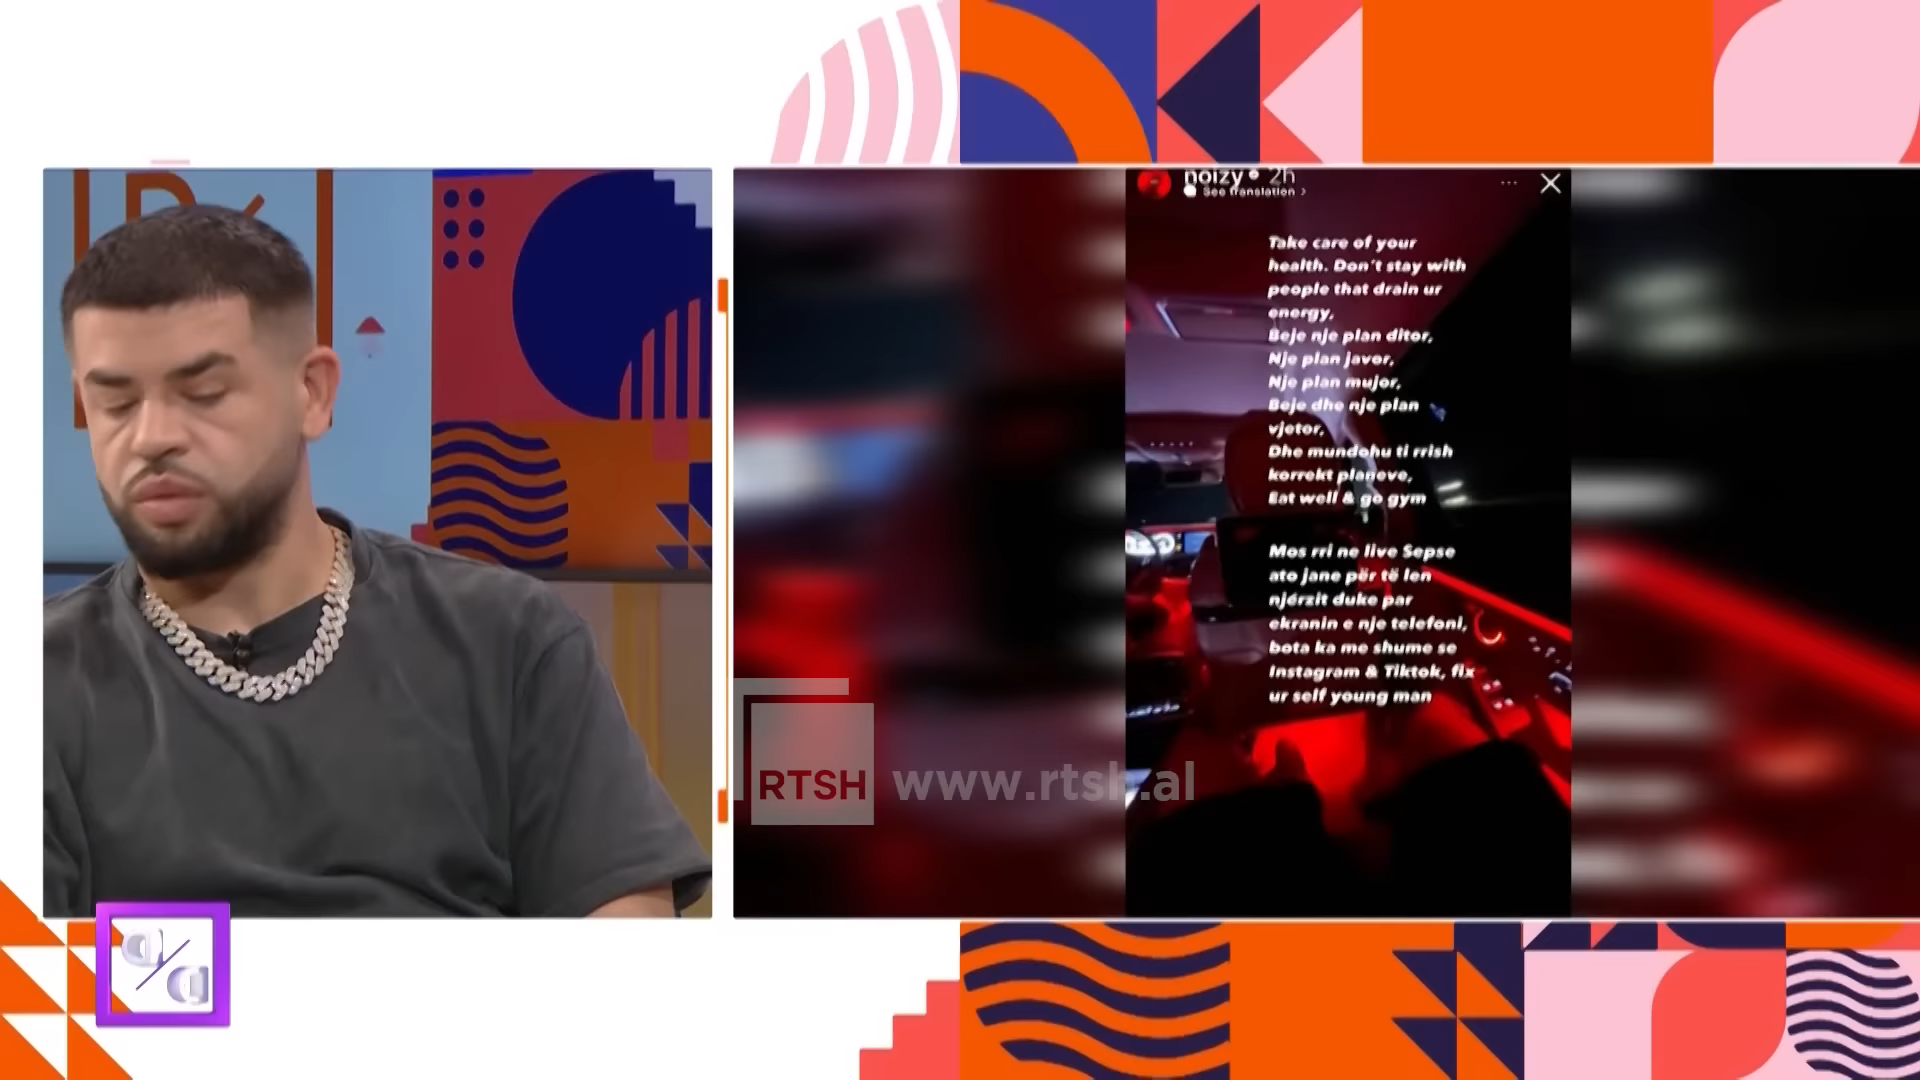 noizy 2h
See translation
Take care of your
health. Don't stay with
people that drain ur
energy,
Beje nje plan ditor,
Nje plan javor,
Nje plan mujor,
Beje dhe nje plan
vjetor,
Dhe mundohu ti rrish
korrekt planeve,
Eat well & go gym
Mos rri ne live Sepse
ato jane për të len
njérzit duke par
ekranin e nje telefoni,
bota ka me shume se
Instagram & Tiktok, fix
ur self young man
RTSH www.rtsh.al